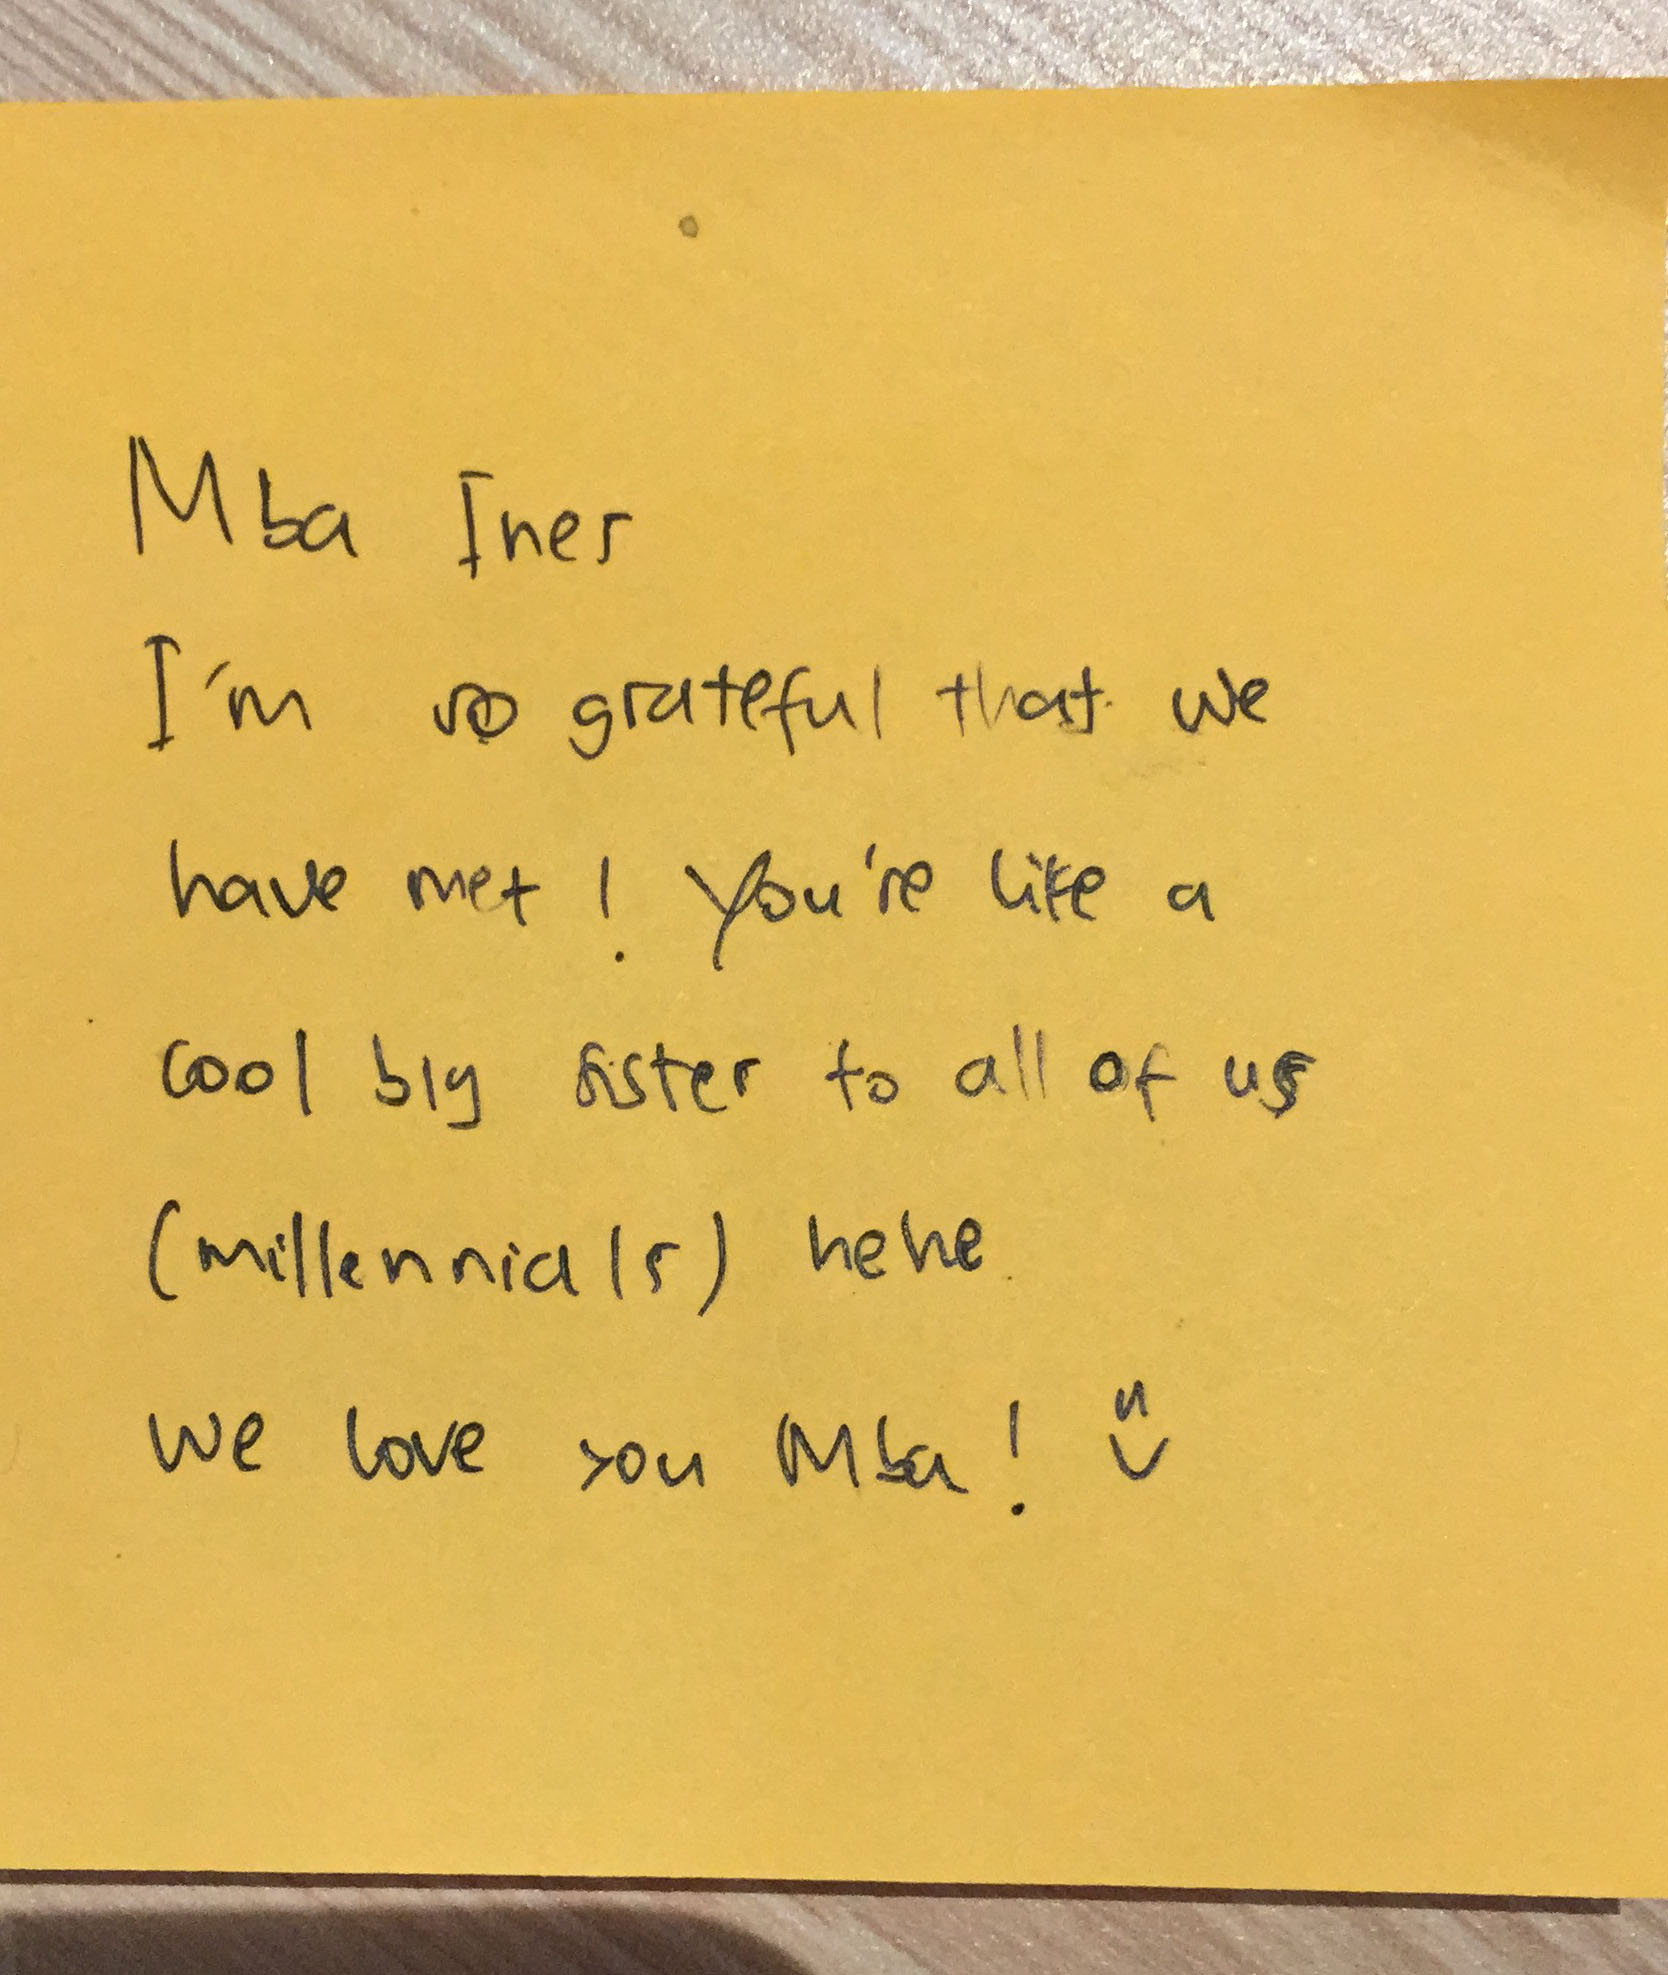 Mba Ines
I'm so grateful that we
have met! You're like a
cool big sister to all of us
(millennials) hehe
We love you Mba! ü